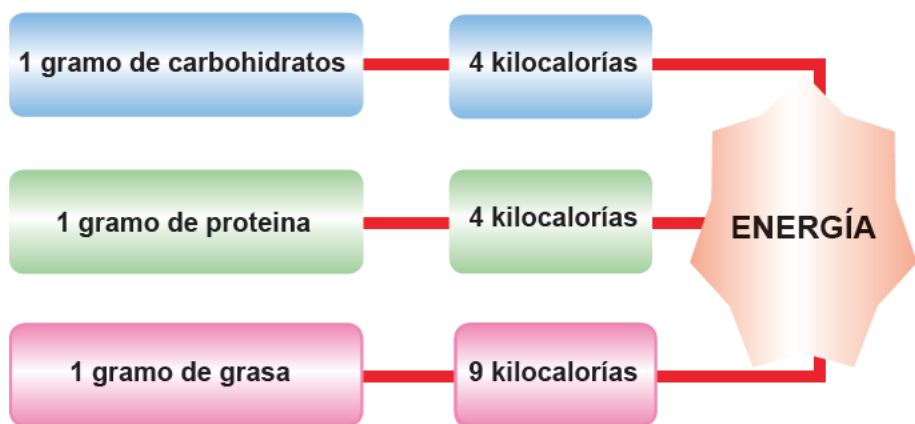 1 gramo de carbohidratos
4 kilocalorías
1 gramo de proteina
4 kilocalorías
ENERGÍA
1 gramo de grasa
9 kilocalorías